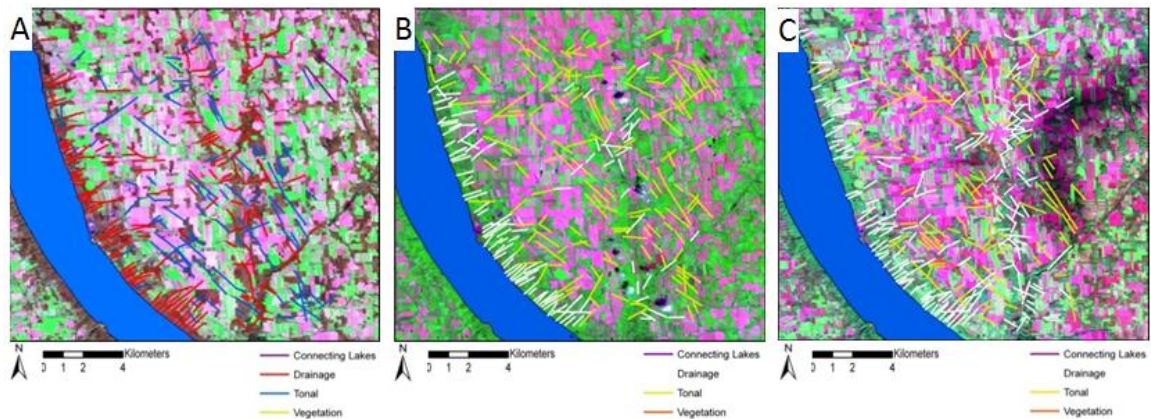 A
B
C
N
Kilometers
0 1 2 4
Connecting Lakes
Drainage
Tonal
Vegetation
N
Kilometers
0 1 2 4
Connecting Lakes
Drainage
Tonal
Vegetation
N
Kilometers
0 1 2 4
Connecting Lakes
Drainage
Tonal
Vegetation